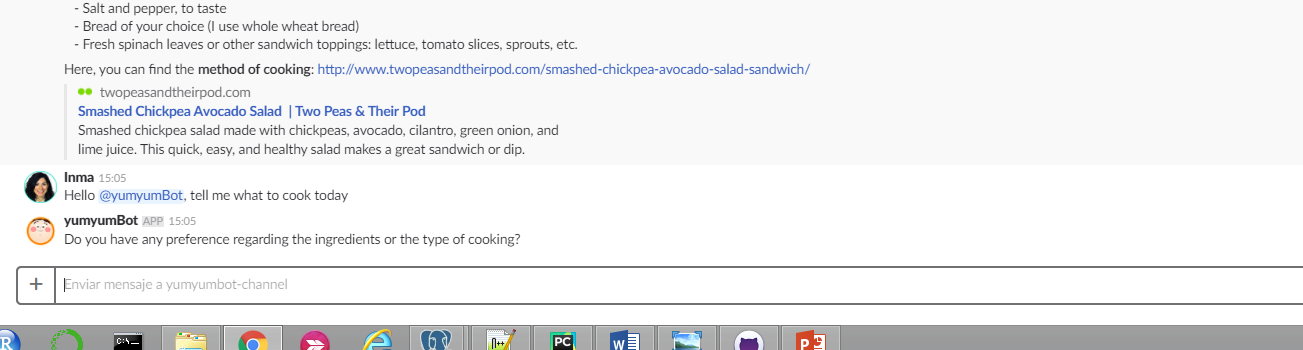 - Salt and pepper, to taste
- Bread of your choice (I use whole wheat bread)
- Fresh spinach leaves or other sandwich toppings: lettuce, tomato slices, sprouts, etc.
Here, you can find the method of cooking: http://www.twopeasandtheirpod.com/smashed-chickpea-avocado-salad-sandwich/
twopeasandtheirpod.com
Smashed Chickpea Avocado Salad | Two Peas & Their Pod
Smashed chickpea salad made with chickpeas, avocado, cilantro, green onion, and
lime juice. This quick, easy, and healthy salad makes a great sandwich or dip.
Inma 15:05
Hello @yumyumBot, tell me what to cook today
yumyumBot APP 15:05
Do you have any preference regarding the ingredients or the type of cooking?
+ Enviar mensaje a yumyumbot-channel
R C:\. PC W P